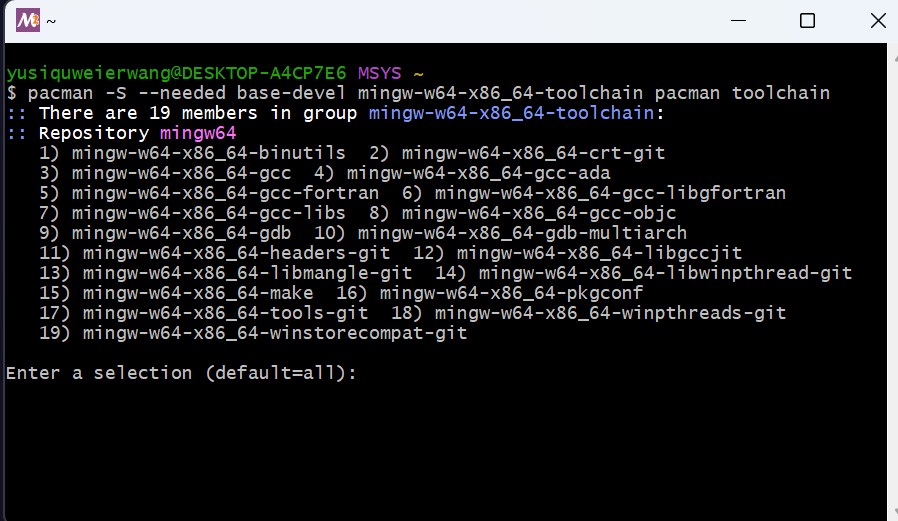 ~
yusiquweierwang@DESKTOP-A4CP7E6 MSYS ~
$ pacman -S --needed base-devel mingw-w64-x86_64-toolchain pacman toolchain
:: There are 19 members in group mingw-w64-x86_64-toolchain:
:: Repository mingw64
   1) mingw-w64-x86_64-binutils  2) mingw-w64-x86_64-crt-git
   3) mingw-w64-x86_64-gcc  4) mingw-w64-x86_64-gcc-ada
   5) mingw-w64-x86_64-gcc-fortran  6) mingw-w64-x86_64-gcc-libgfortran
   7) mingw-w64-x86_64-gcc-libs  8) mingw-w64-x86_64-gcc-objc
   9) mingw-w64-x86_64-gdb  10) mingw-w64-x86_64-gdb-multiarch
   11) mingw-w64-x86_64-headers-git  12) mingw-w64-x86_64-libgccjit
   13) mingw-w64-x86_64-libmangle-git  14) mingw-w64-x86_64-libwinpthread-git
   15) mingw-w64-x86_64-make  16) mingw-w64-x86_64-pkgconf
   17) mingw-w64-x86_64-tools-git  18) mingw-w64-x86_64-winpthreads-git
   19) mingw-w64-x86_64-winstorecompat-git
Enter a selection (default=all):